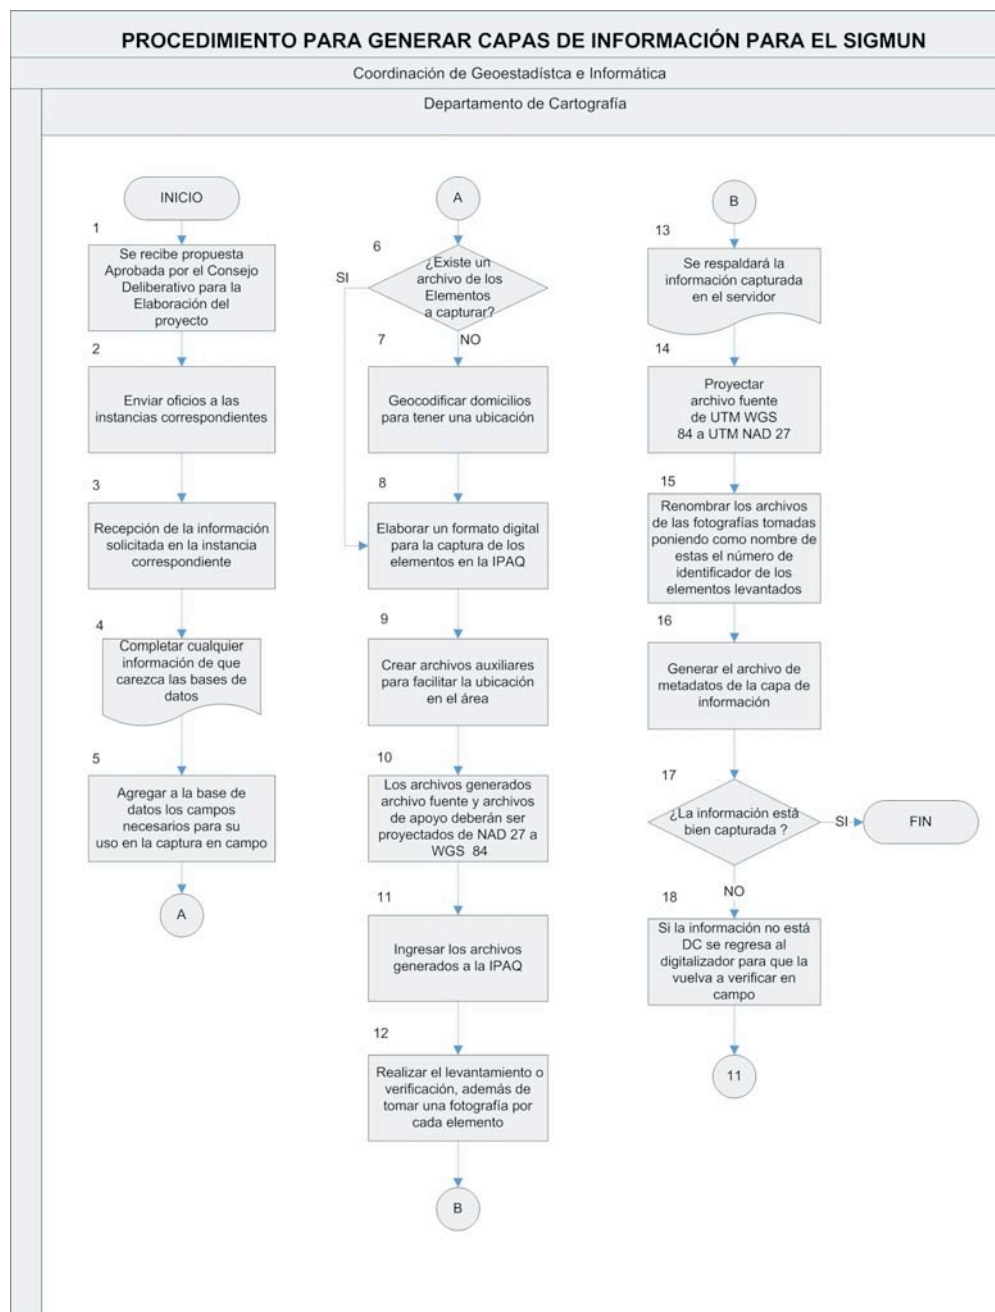 PROCEDIMIENTO PARA GENERAR CAPAS DE INFORMACIÓN PARA EL SIGMUN
Coordinación de Geoestadístca e Informática
Departamento de Cartografía
INICIO
1
Se recibe propuesta
Aprobada por el Consejo
Deliberativo para la
Elaboración del
proyecto
2
Enviar oficios a las
instancias correspondientes
3
Recepción de la información
solicitada en la instancia
correspondiente
4
Completar cualquier
información de que
carezca las bases de
datos
5
Agregar a la base de
datos los campos
necesarios para su
uso en la captura en campo
A
A
6
¿Existe un
archivo de los
Elementos
a capturar?
SI
NO
7
Geocodificar domicilios
para tener una ubicación
8
Elaborar un formato digital
para la captura de los
elementos en la IPAQ
9
Crear archivos auxiliares
para facilitar la ubicación
en el área
10
Los archivos generados
archivo fuente y archivos
de apoyo deberán ser
proyectados de NAD 27 a
WGS 84
11
Ingresar los archivos
generados a la IPAQ
12
Realizar el levantamiento o
verificación, además de
tomar una fotografía por
cada elemento
B
B
13
Se respaldará la
información capturada
en el servidor
14
Proyectar
archivo fuente
de UTM WGS
84 a UTM NAD 27
15
Renombrar los archivos
de las fotografías tomadas
poniendo como nombre de
estas el número de
identificador de los
elementos levantados
16
Generar el archivo de
metadatos de la capa de
información
17
¿La información está
bien capturada ?
SI
FIN
NO
18
Si la información no está
DC se regresa al
digitalizador para que la
vuelva a verificar en
campo
11